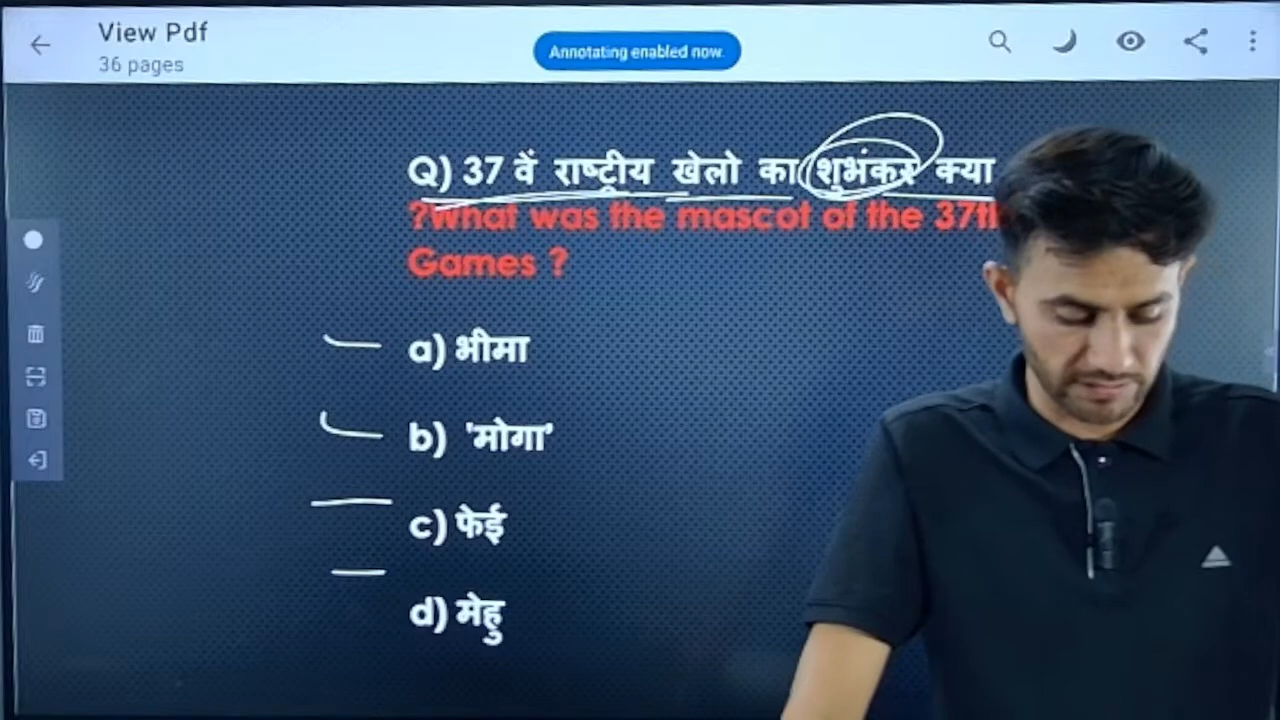 View Pdf
36 pages
Annotating enabled now.
Q) 37 वें राष्ट्रीय खेलो का शुभंकर क्या
?What was the mascot of the 37th
Games ?
a) भीमा
b) 'मोगा'
c) फेई
d) मेहु